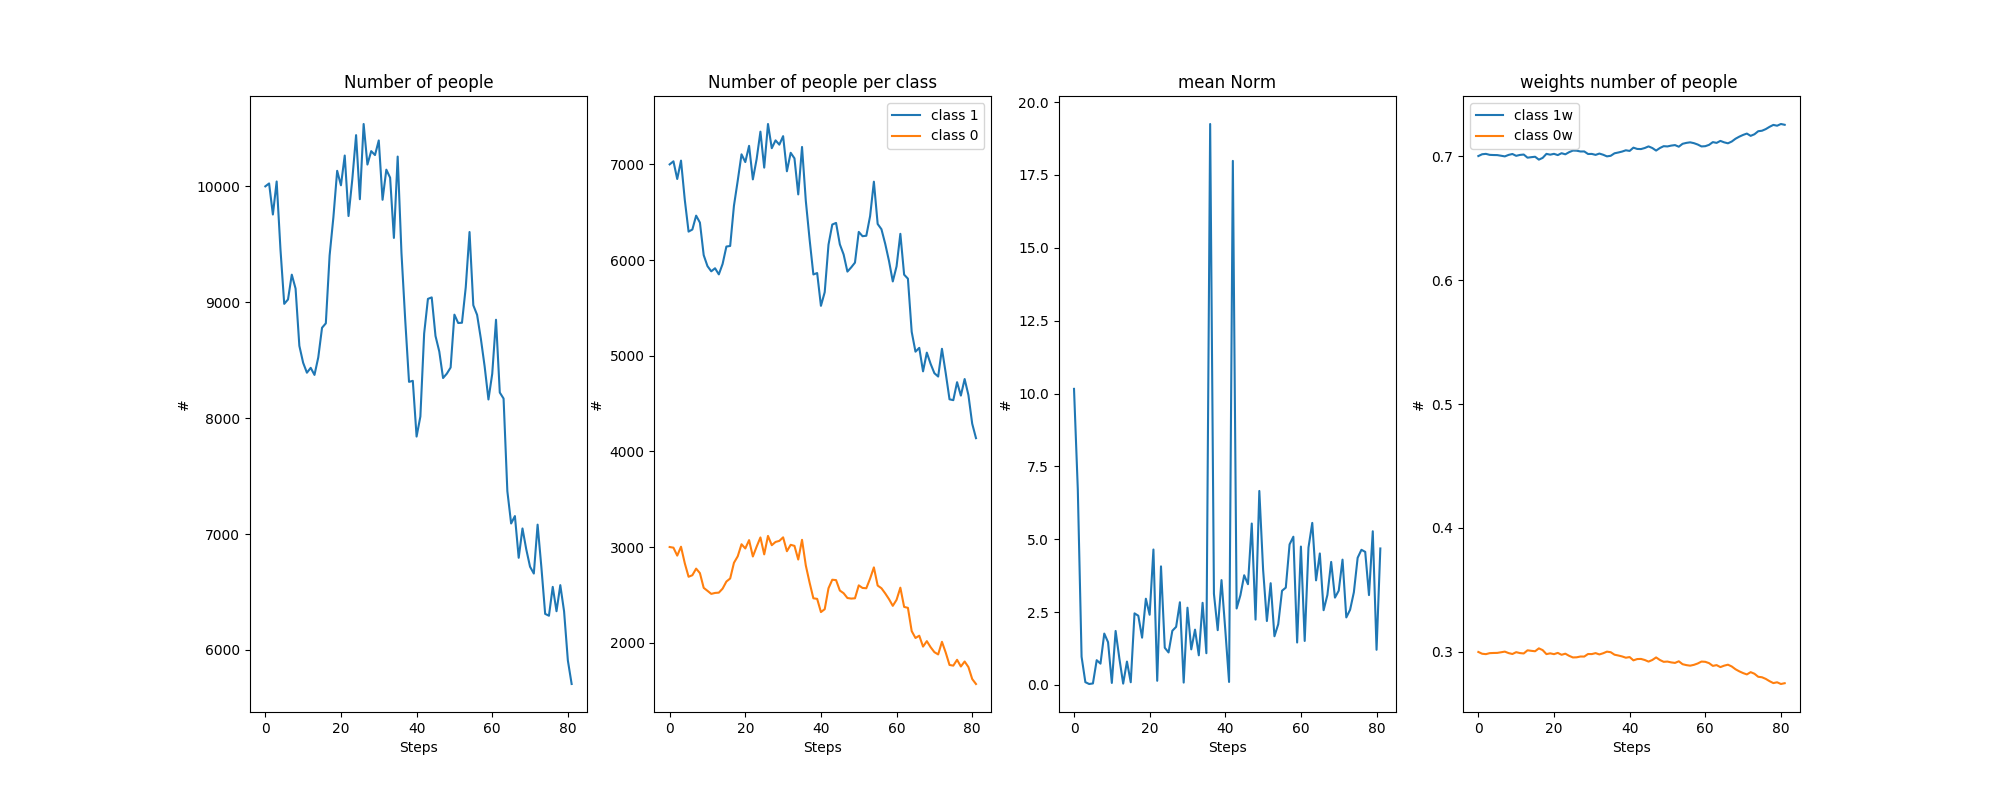 Number of people
10000
9000
8000
7000
6000
#
0 20 40 60 80
Steps
Number of people per class
class 1
class 0
7000
6000
5000
4000
3000
2000
#
0 20 40 60 80
Steps
mean Norm
20.0
17.5
15.0
12.5
10.0
7.5
5.0
2.5
0.0
#
0 20 40 60 80
Steps
weights number of people
class 1w
class 0w
0.7
0.6
0.5
0.4
0.3
#
0 20 40 60 80
Steps